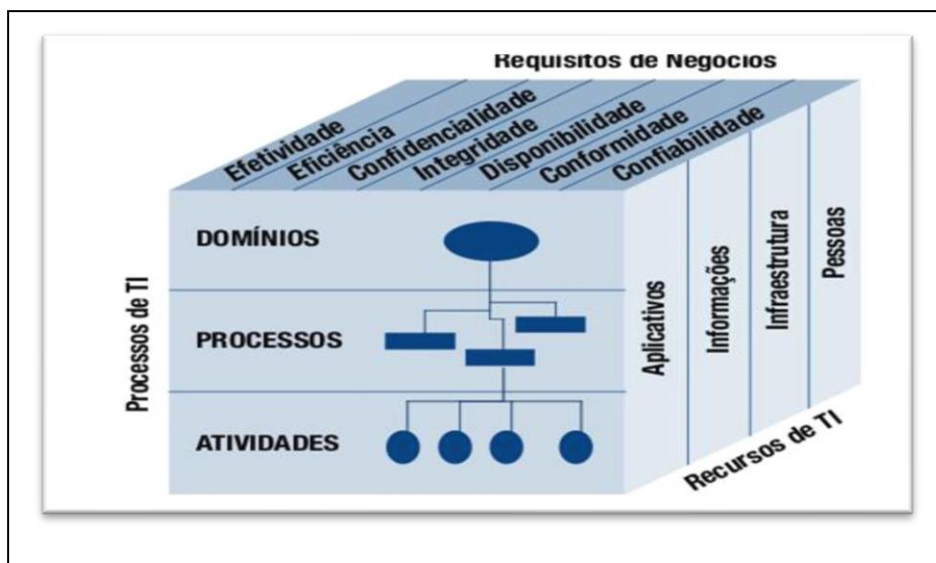 Requisitos de Negócios
Efetividade
Eficiência
Confidencialidade
Integridade
Disponibilidade
Conformidade
Confiabilidade
Processos de TI
DOMÍNIOS
PROCESSOS
ATIVIDADES
Aplicativos
Informações
Infraestrutura
Pessoas
Recursos de TI